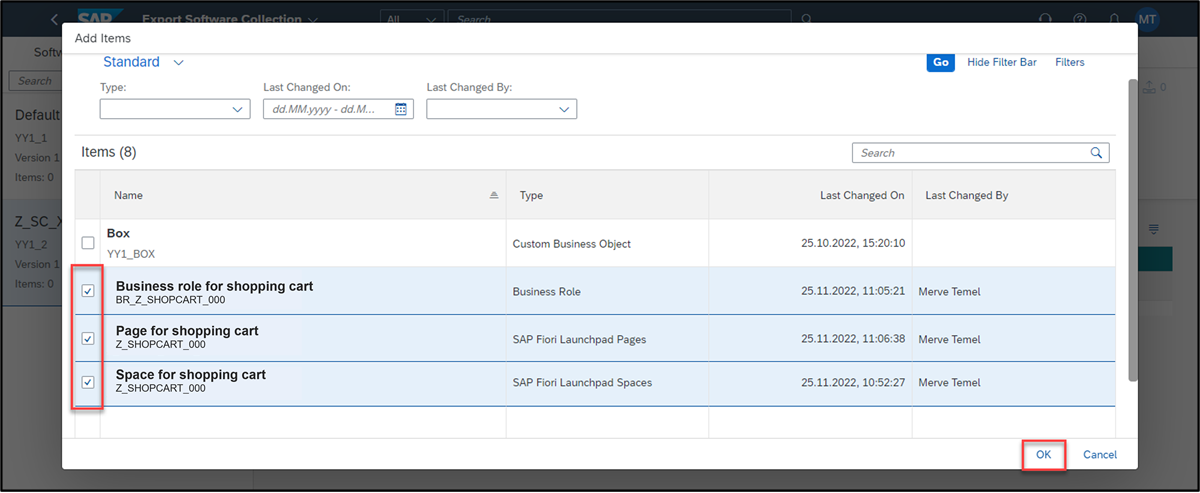 SAP
Export Software Collection
All
Search
MT
Softw
Search
Default
YY1_1
Version 1
Items: 0
Z_SC_X
YY1_2
Version 1
Items: 0
0
Add Items
Standard
Go
Hide Filter Bar
Filters
Type:
Last Changed On:
Last Changed By:
dd.MM.yyyy - dd.M...
Items (8)
Search
Name
Type
Last Changed On
Last Changed By
Box
YY1_BOX
Custom Business Object
25.10.2022, 15:20:10
Business role for shopping cart
BR_Z_SHOPCART_000
Business Role
25.11.2022, 11:05:21
Merve Temel
Page for shopping cart
Z_SHOPCART_000
SAP Fiori Launchpad Pages
25.11.2022, 11:06:38
Merve Temel
Space for shopping cart
Z_SHOPCART_000
SAP Fiori Launchpad Spaces
25.11.2022, 10:52:27
Merve Temel
OK
Cancel